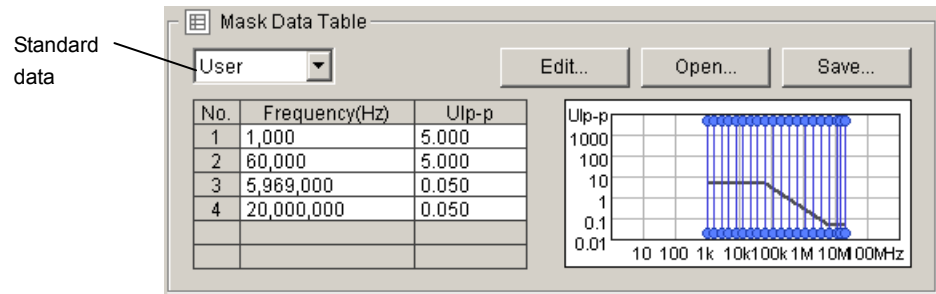 Mask Data Table
Standard
data
User
Edit...
Open...
Save...
No. Frequency(Hz) UIp-p
1 1,000 5.000
2 60,000 5.000
3 5,969,000 0.050
4 20,000,000 0.050
UIp-p
1000
100
10
1
0.1
0.01
10 100 1k 10k100k 1M 10M100MHz